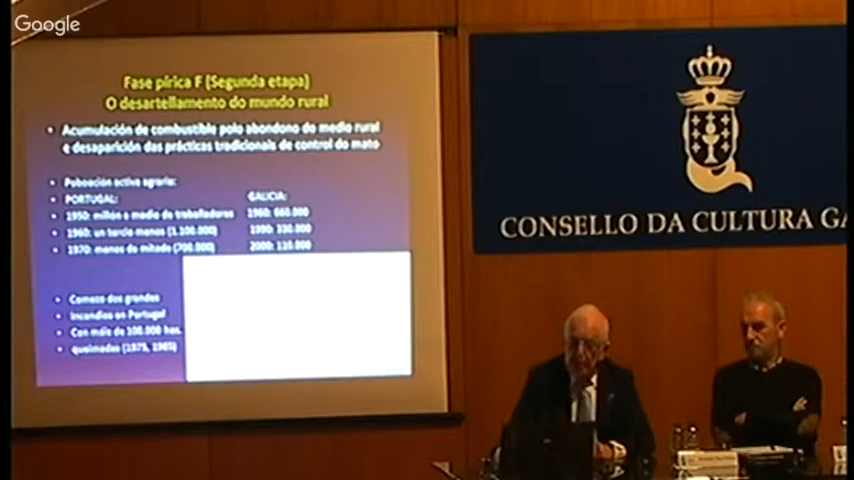 Google
Fase pírica F (Segunda etapa)
O desartellamento do mundo rural
Acumulación de combustible polo abandono do medio rural
e desaparición das prácticas tradicionais de control do mato
Poboación activa agraria:
PORTUGAL:
GALICIA:
1950: millón e medio de traballadores
1960: 660.000
1960: un tercio menos (1.100.000)
1990: 330.000
1970: menos de mitade (700.000)
2000: 110.000
Comezo dos grandes
Incendios en Portugal
Con máis de 100.000 has.
queimadas (1975, 1985)
CONSELLO DA CULTURA GA